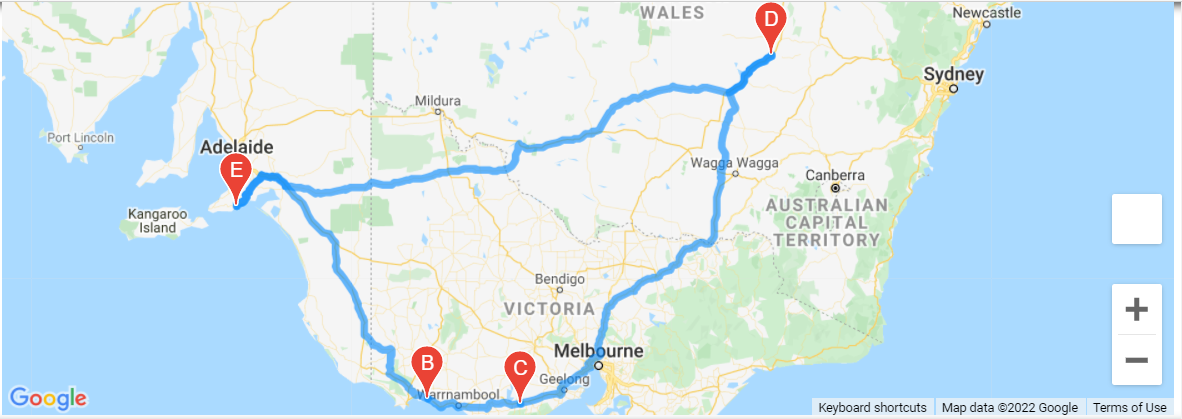 WALES
D
Newcastle
Sydney
Mildura
Port Lincoln
Adelaide
E
Wagga Wagga
Canberra
Kangaroo
Island
AUSTRALIAN
CAPITAL
TERRITORY
Bendigo
VICTORIA
Melbourne
B
C
Geelong
Warrnambool
Google
Keyboard shortcuts
Map data ©2022 Google
Terms of Use